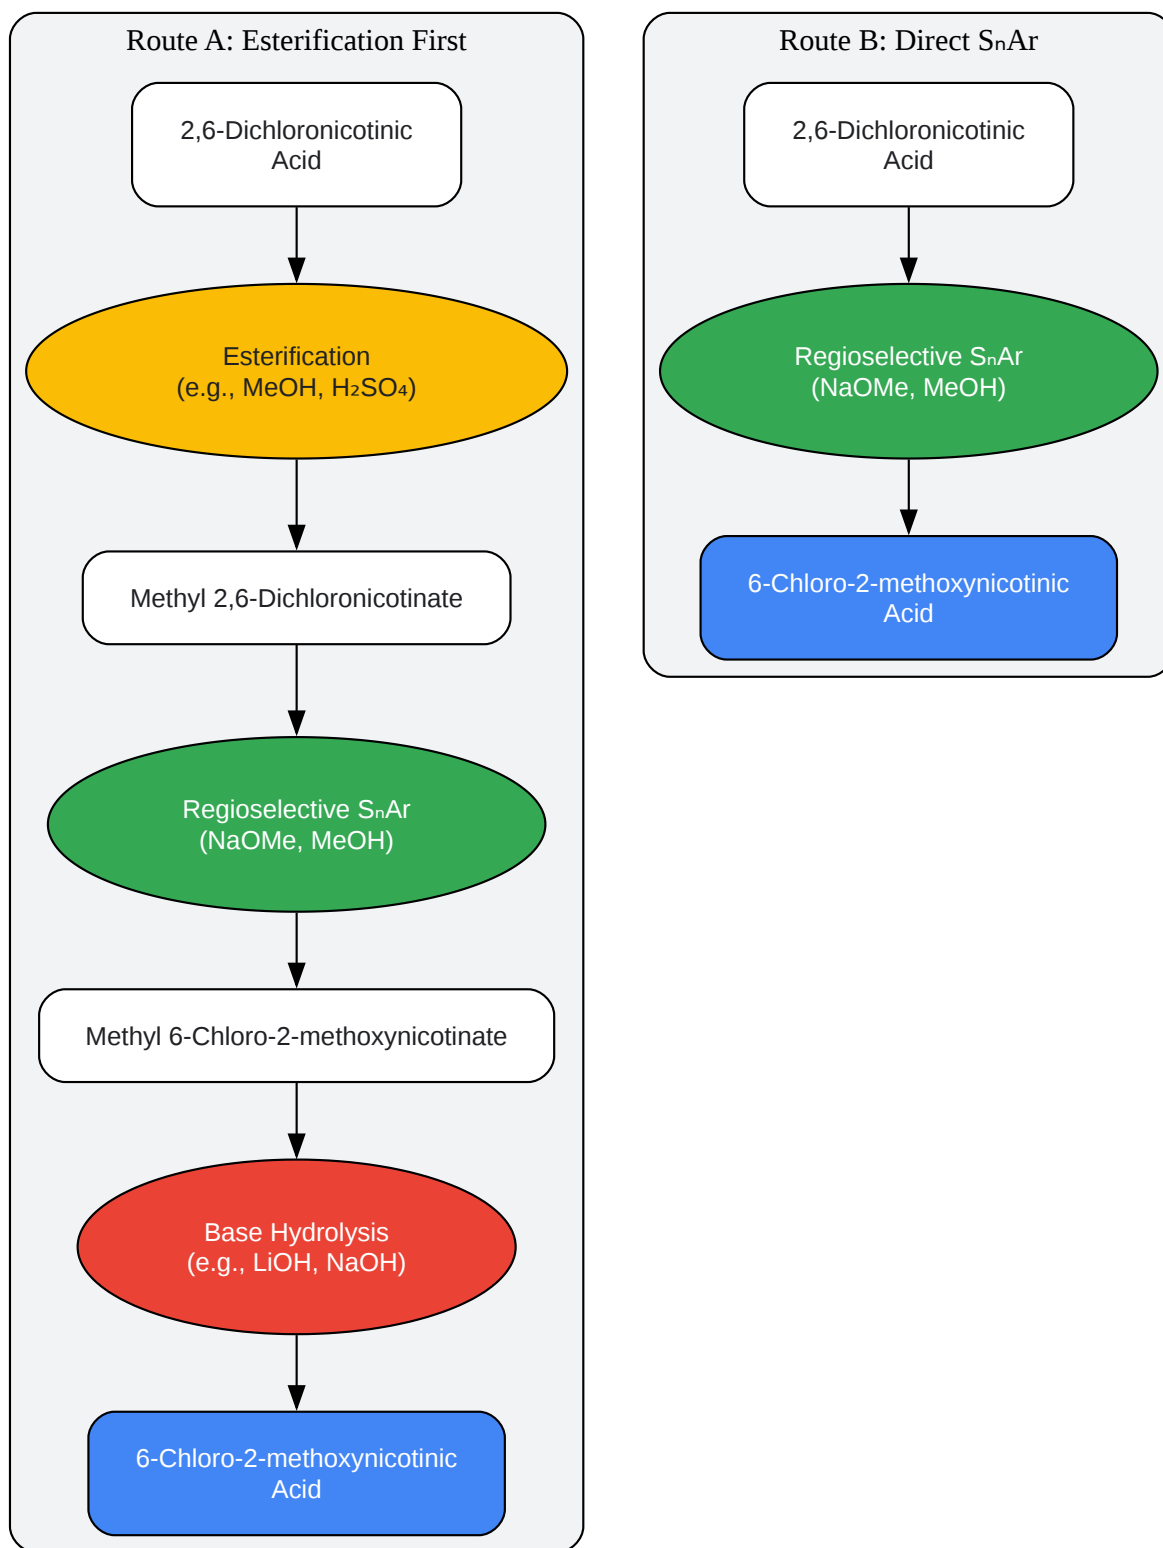 Route A: Esterification First
2,6-Dichloronicotinic
Acid
Esterification
(e.g., MeOH, H₂SO₄)
Methyl 2,6-Dichloronicotinate
Regioselective SₙAr
(NaOMe, MeOH)
Methyl 6-Chloro-2-methoxynicotinate
Base Hydrolysis
(e.g., LiOH, NaOH)
6-Chloro-2-methoxynicotinic
Acid
Route B: Direct SₙAr
2,6-Dichloronicotinic
Acid
Regioselective SₙAr
(NaOMe, MeOH)
6-Chloro-2-methoxynicotinic
Acid